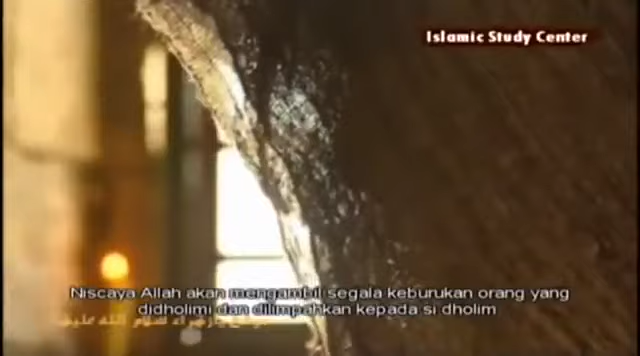 Islamic Study Center
Niscaya Allah akan mengambil segala keburukan orang yang
didholimi dan dilimpahkan kepada si dholim